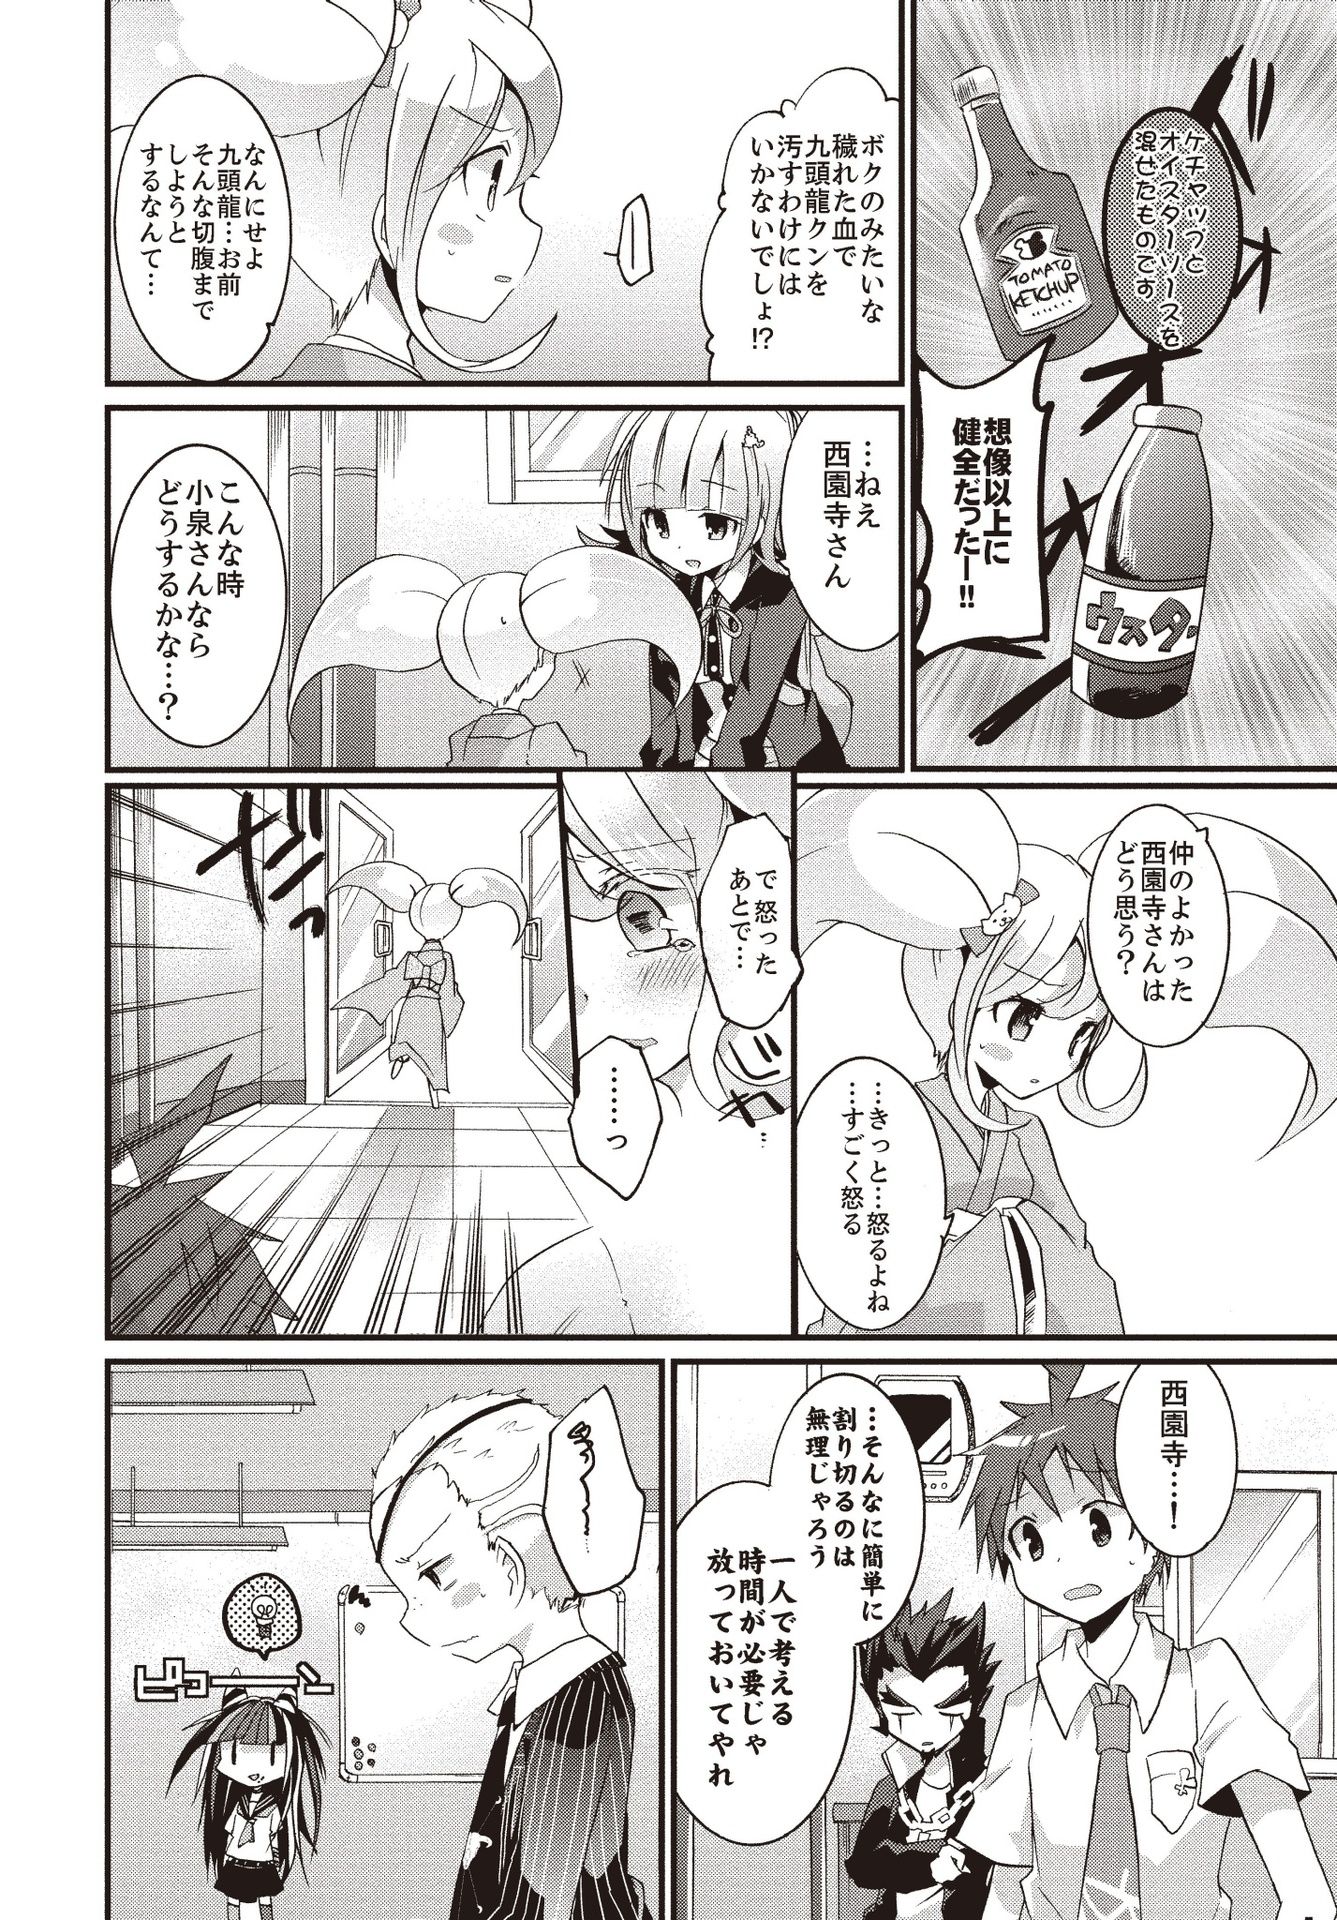 ケチャップと
オイスターソースを
混ぜたものです
TOMATO
KETCHUP
想像以上に
健全だったー!!
ウスター
ボクのみたいな
穢れた血で
九頭龍クンを
汚すわけには
いかないでしょ!?
なんにせよ
九頭龍…お前
そんな切腹まで
しようと
するなんて…
…ねえ
西園寺さん
こんな時
小泉さんなら
どうするかな…?
仲のよかった
西園寺さんは
どう思う?
…きっと…怒るよね
…すごく怒る
で 怒った
あとで…
じわ…
……っ
ダッ
西園寺…!
…そんなに簡単に
割り切るのは
無理じゃろう
一人で考える
時間が必要じゃ
放っておいてやれ
ピコーン